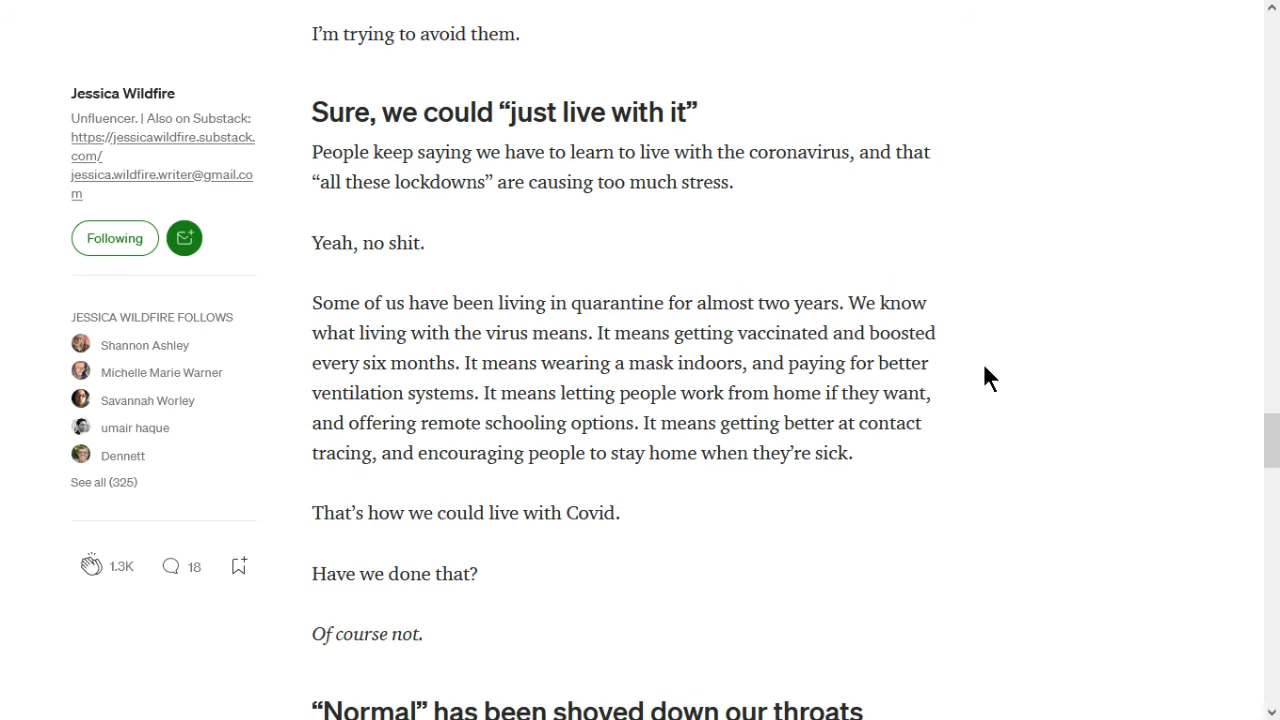 I’m trying to avoid them.
Jessica Wildfire
Unfluencer. | Also on Substack:
https://jessicawildfire.substack.
com/
jessica.wildfire.writer@gmail.co
m
Following
JESSICA WILDFIRE FOLLOWS
Shannon Ashley
Michelle Marie Warner
Savannah Worley
umair haque
Dennett
See all (325)
1.3K
18
Sure, we could “just live with it”
People keep saying we have to learn to live with the coronavirus, and that
“all these lockdowns” are causing too much stress.
Yeah, no shit.
Some of us have been living in quarantine for almost two years. We know
what living with the virus means. It means getting vaccinated and boosted
every six months. It means wearing a mask indoors, and paying for better
ventilation systems. It means letting people work from home if they want,
and offering remote schooling options. It means getting better at contact
tracing, and encouraging people to stay home when they’re sick.
That’s how we could live with Covid.
Have we done that?
Of course not.
“Normal” has been shoved down our throats